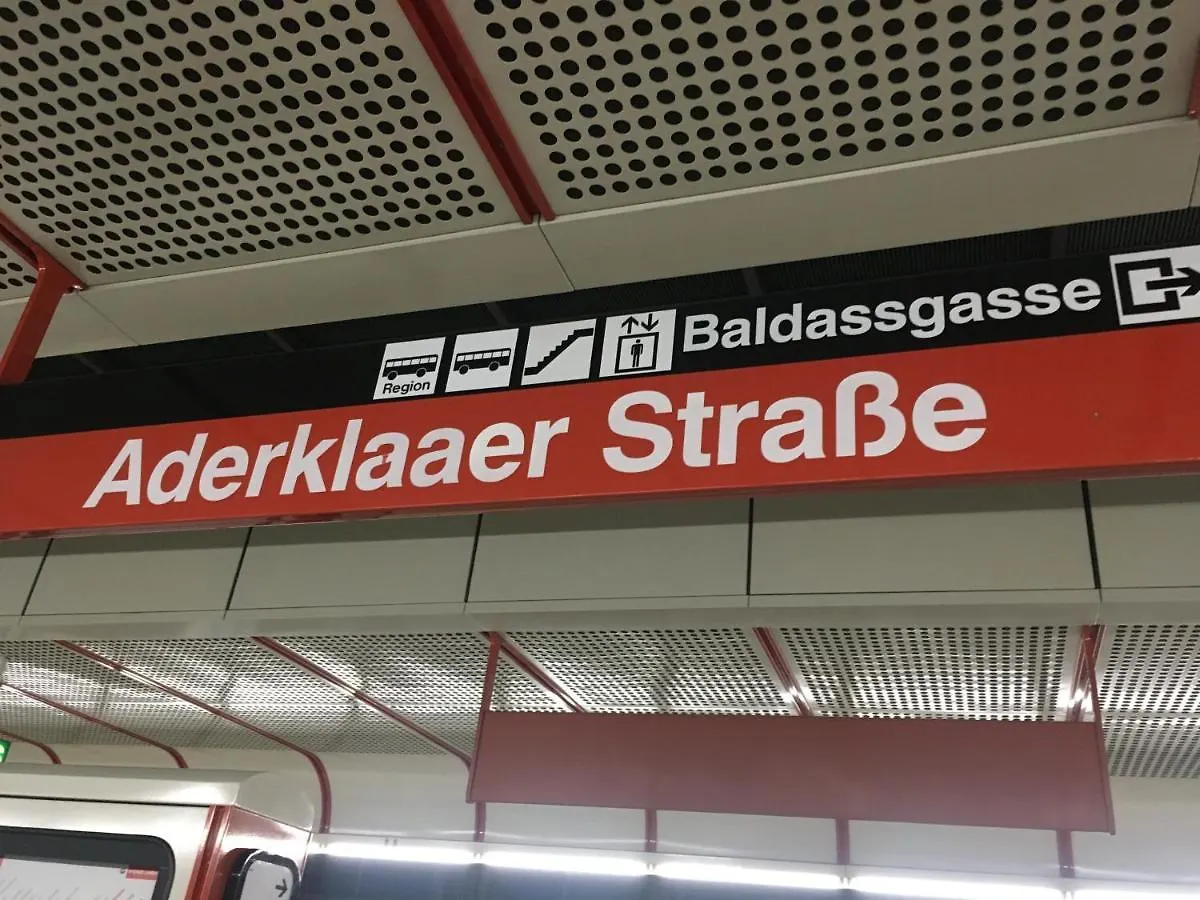 Baldassgasse
Region
Aderklaaer Straße